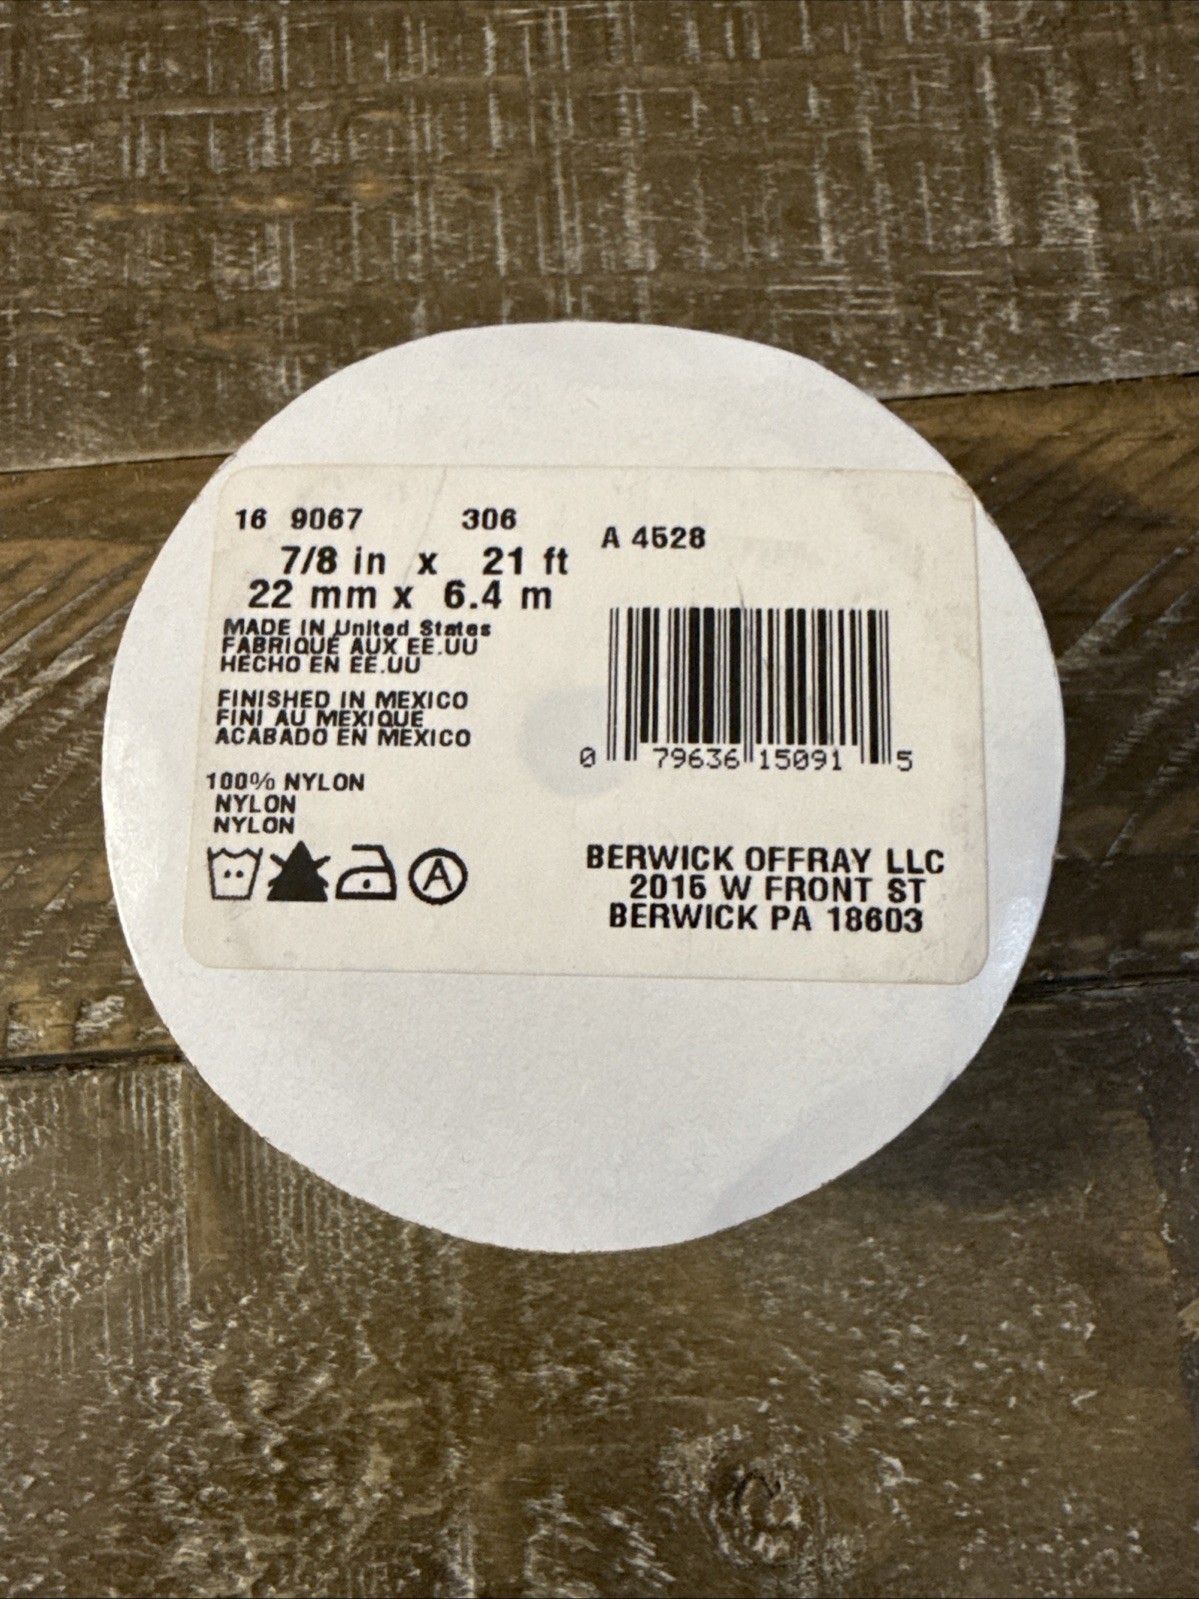 16 9067 306
A 4528
7/8 in x 21 ft
22 mm x 6.4 m
MADE IN United States
FABRIQUÉ AUX EE.UU
HECHO EN EE.UU
FINISHED IN MEXICO
FINI AU MEXIQUE
ACABADO EN MEXICO
100% NYLON
NYLON
NYLON
A
0 79636 15091 5
BERWICK OFFRAY LLC
2015 W FRONT ST
BERWICK PA 18603